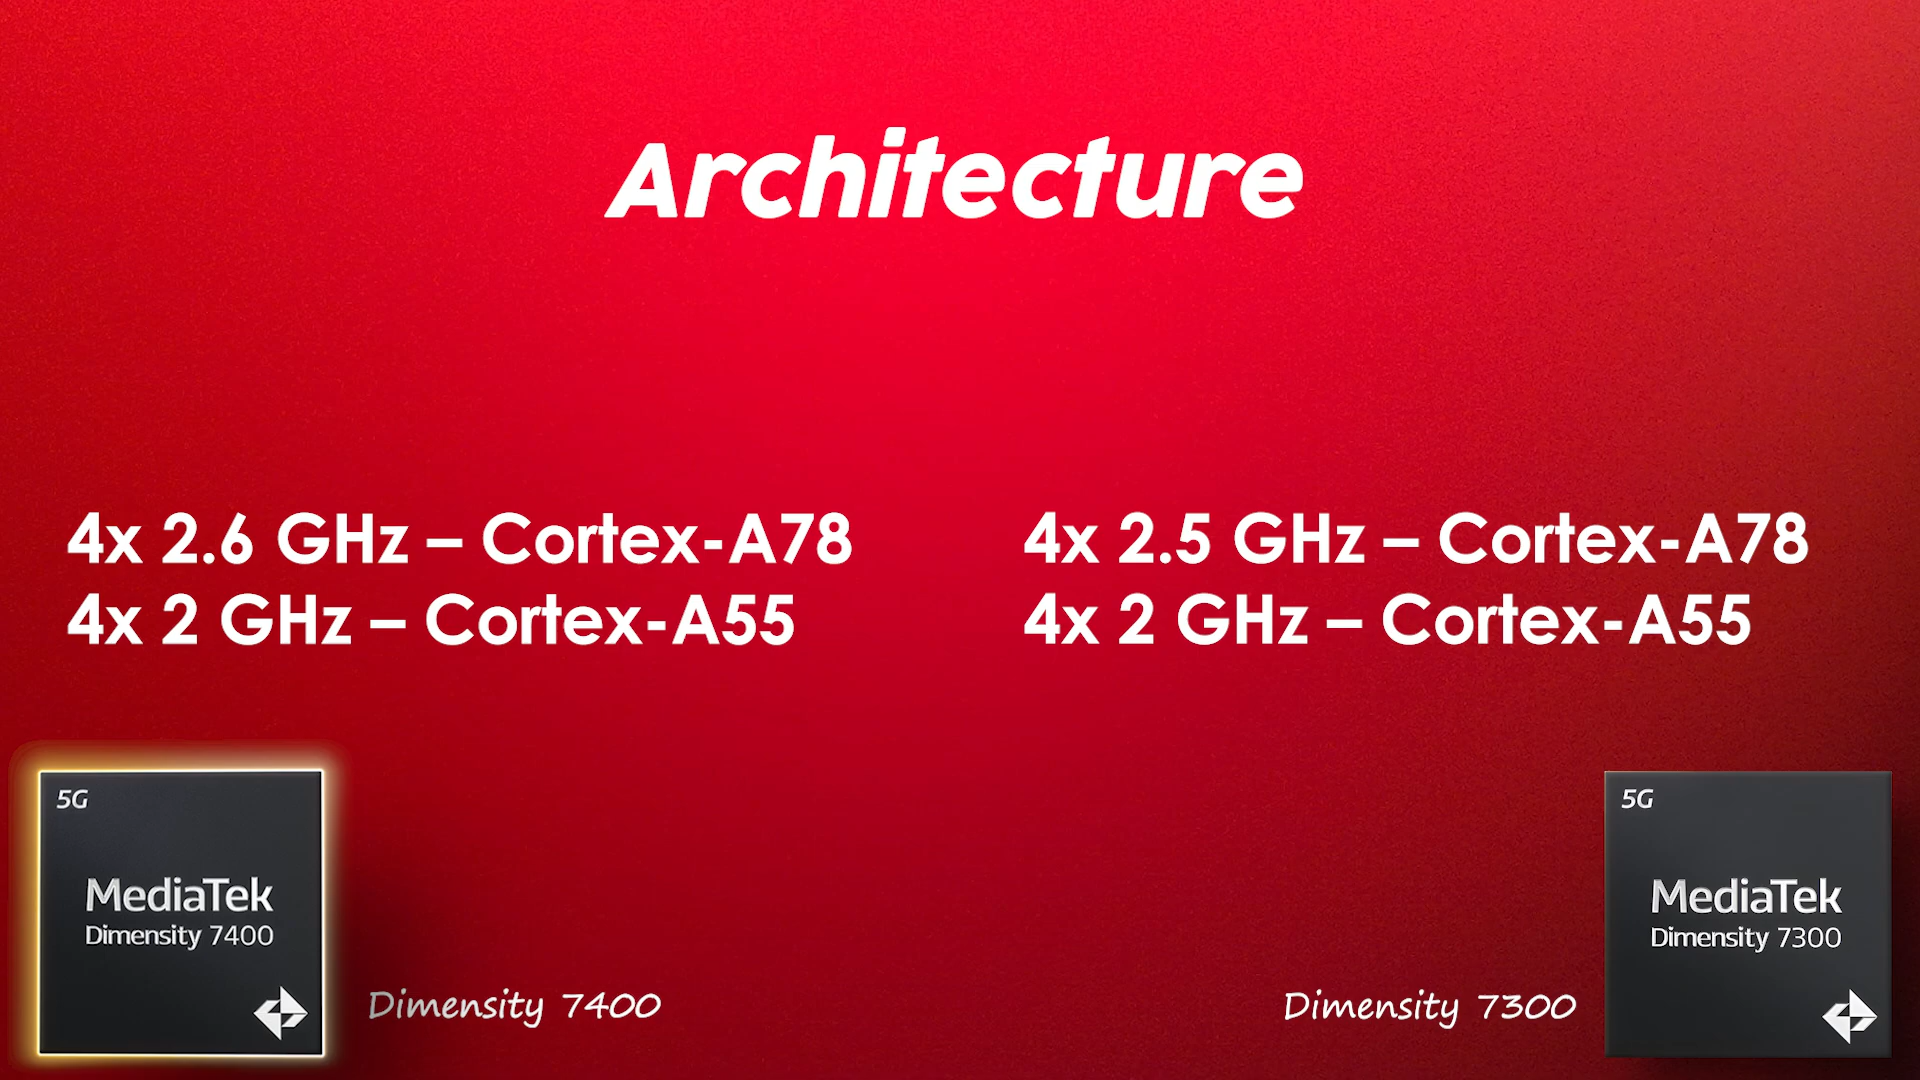 Architecture
4x 2.6 GHz – Cortex-A78
4x 2 GHz – Cortex-A55
4x 2.5 GHz – Cortex-A78
4x 2 GHz – Cortex-A55
5G
MediaTek
Dimensity 7400
Dimensity 7400
Dimensity 7300
5G
MediaTek
Dimensity 7300